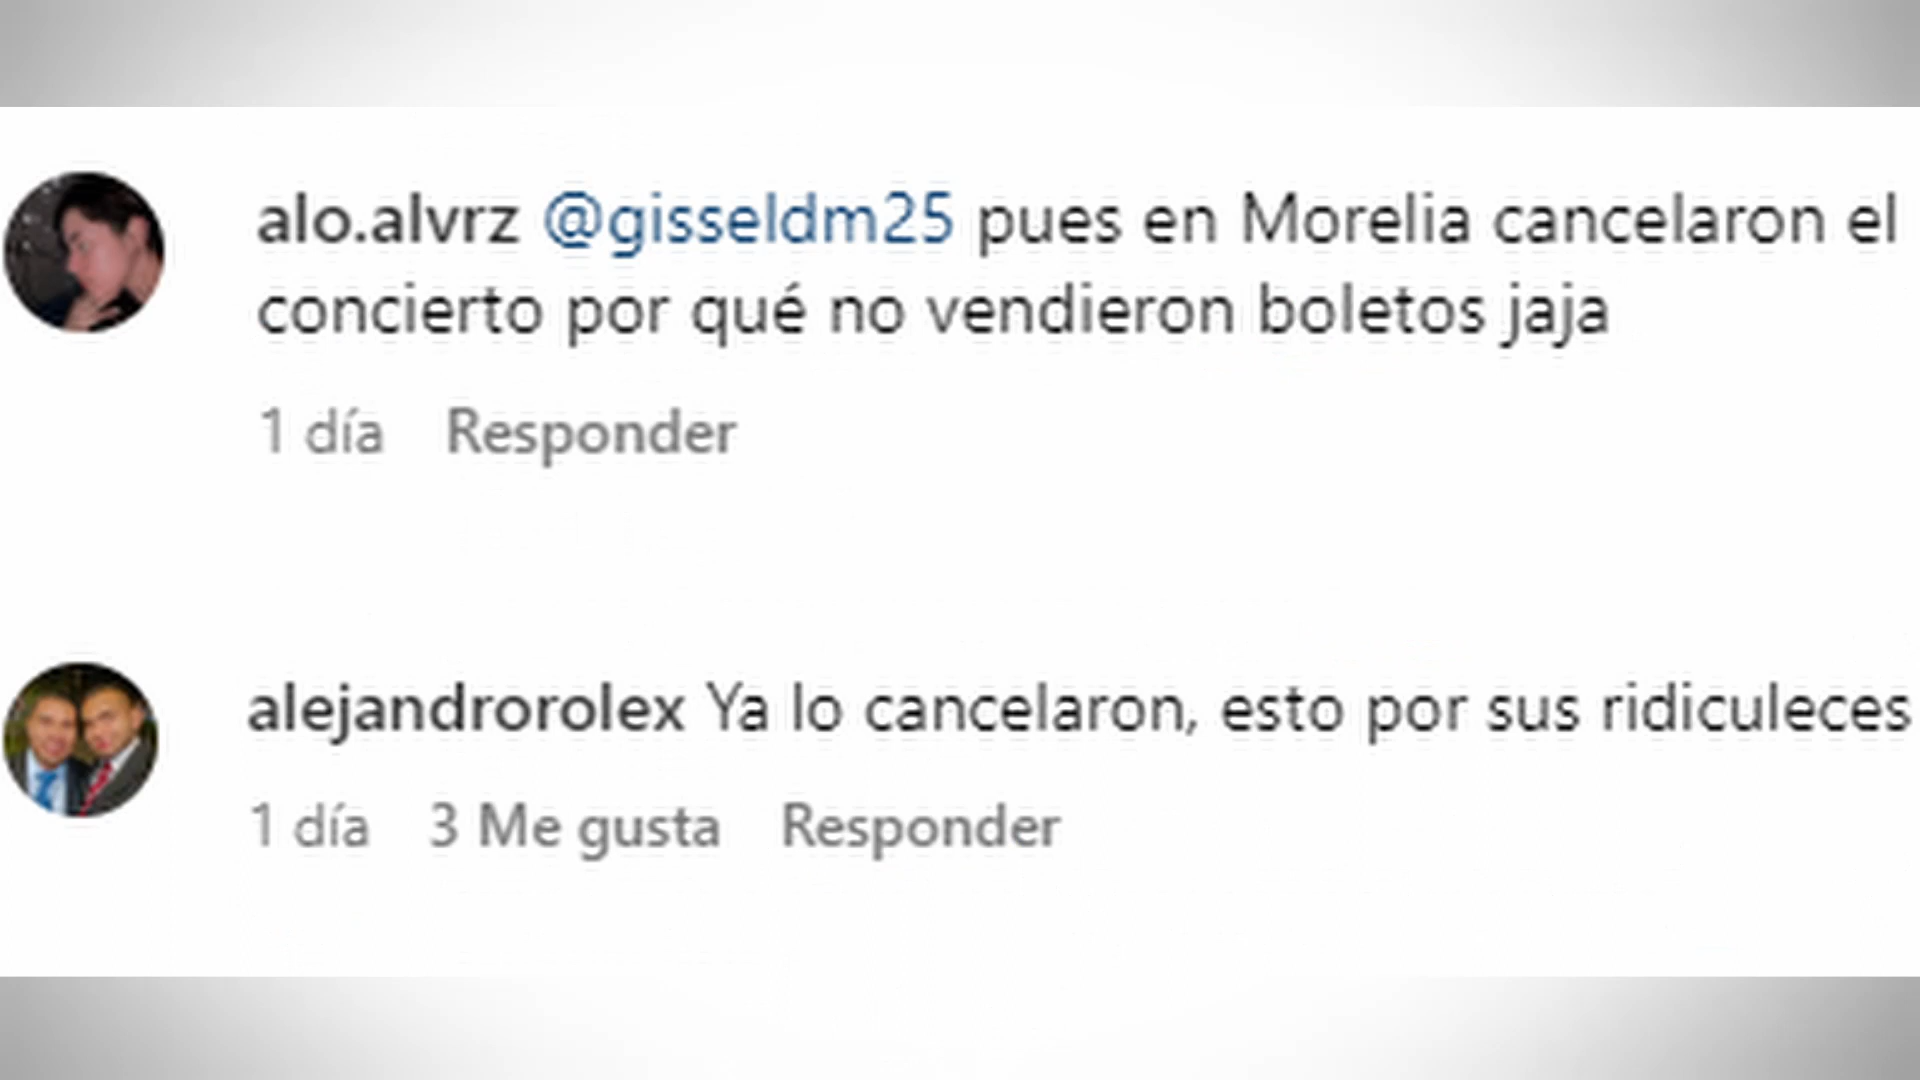 alo.alvrz @gisseldm25 pues en Morelia cancelaron el
concierto por qué no vendieron boletos jaja
1 día Responder
alejandrorolex Ya lo cancelaron, esto por sus ridiculeces
1 día 3 Me gusta Responder